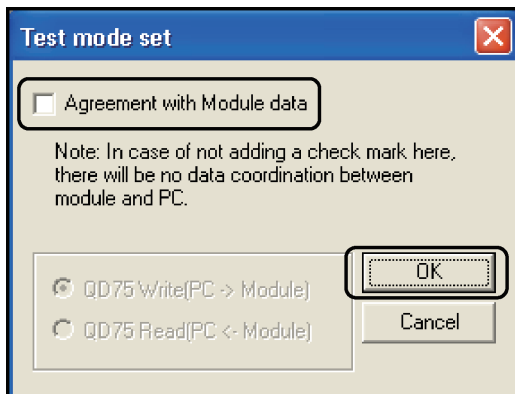 Test mode set
Agreement with Module data
Note: In case of not adding a check mark here,
there will be no data coordination between
module and PC.
QD75 Write(PC -> Module)
QD75 Read(PC <- Module)
OK
Cancel